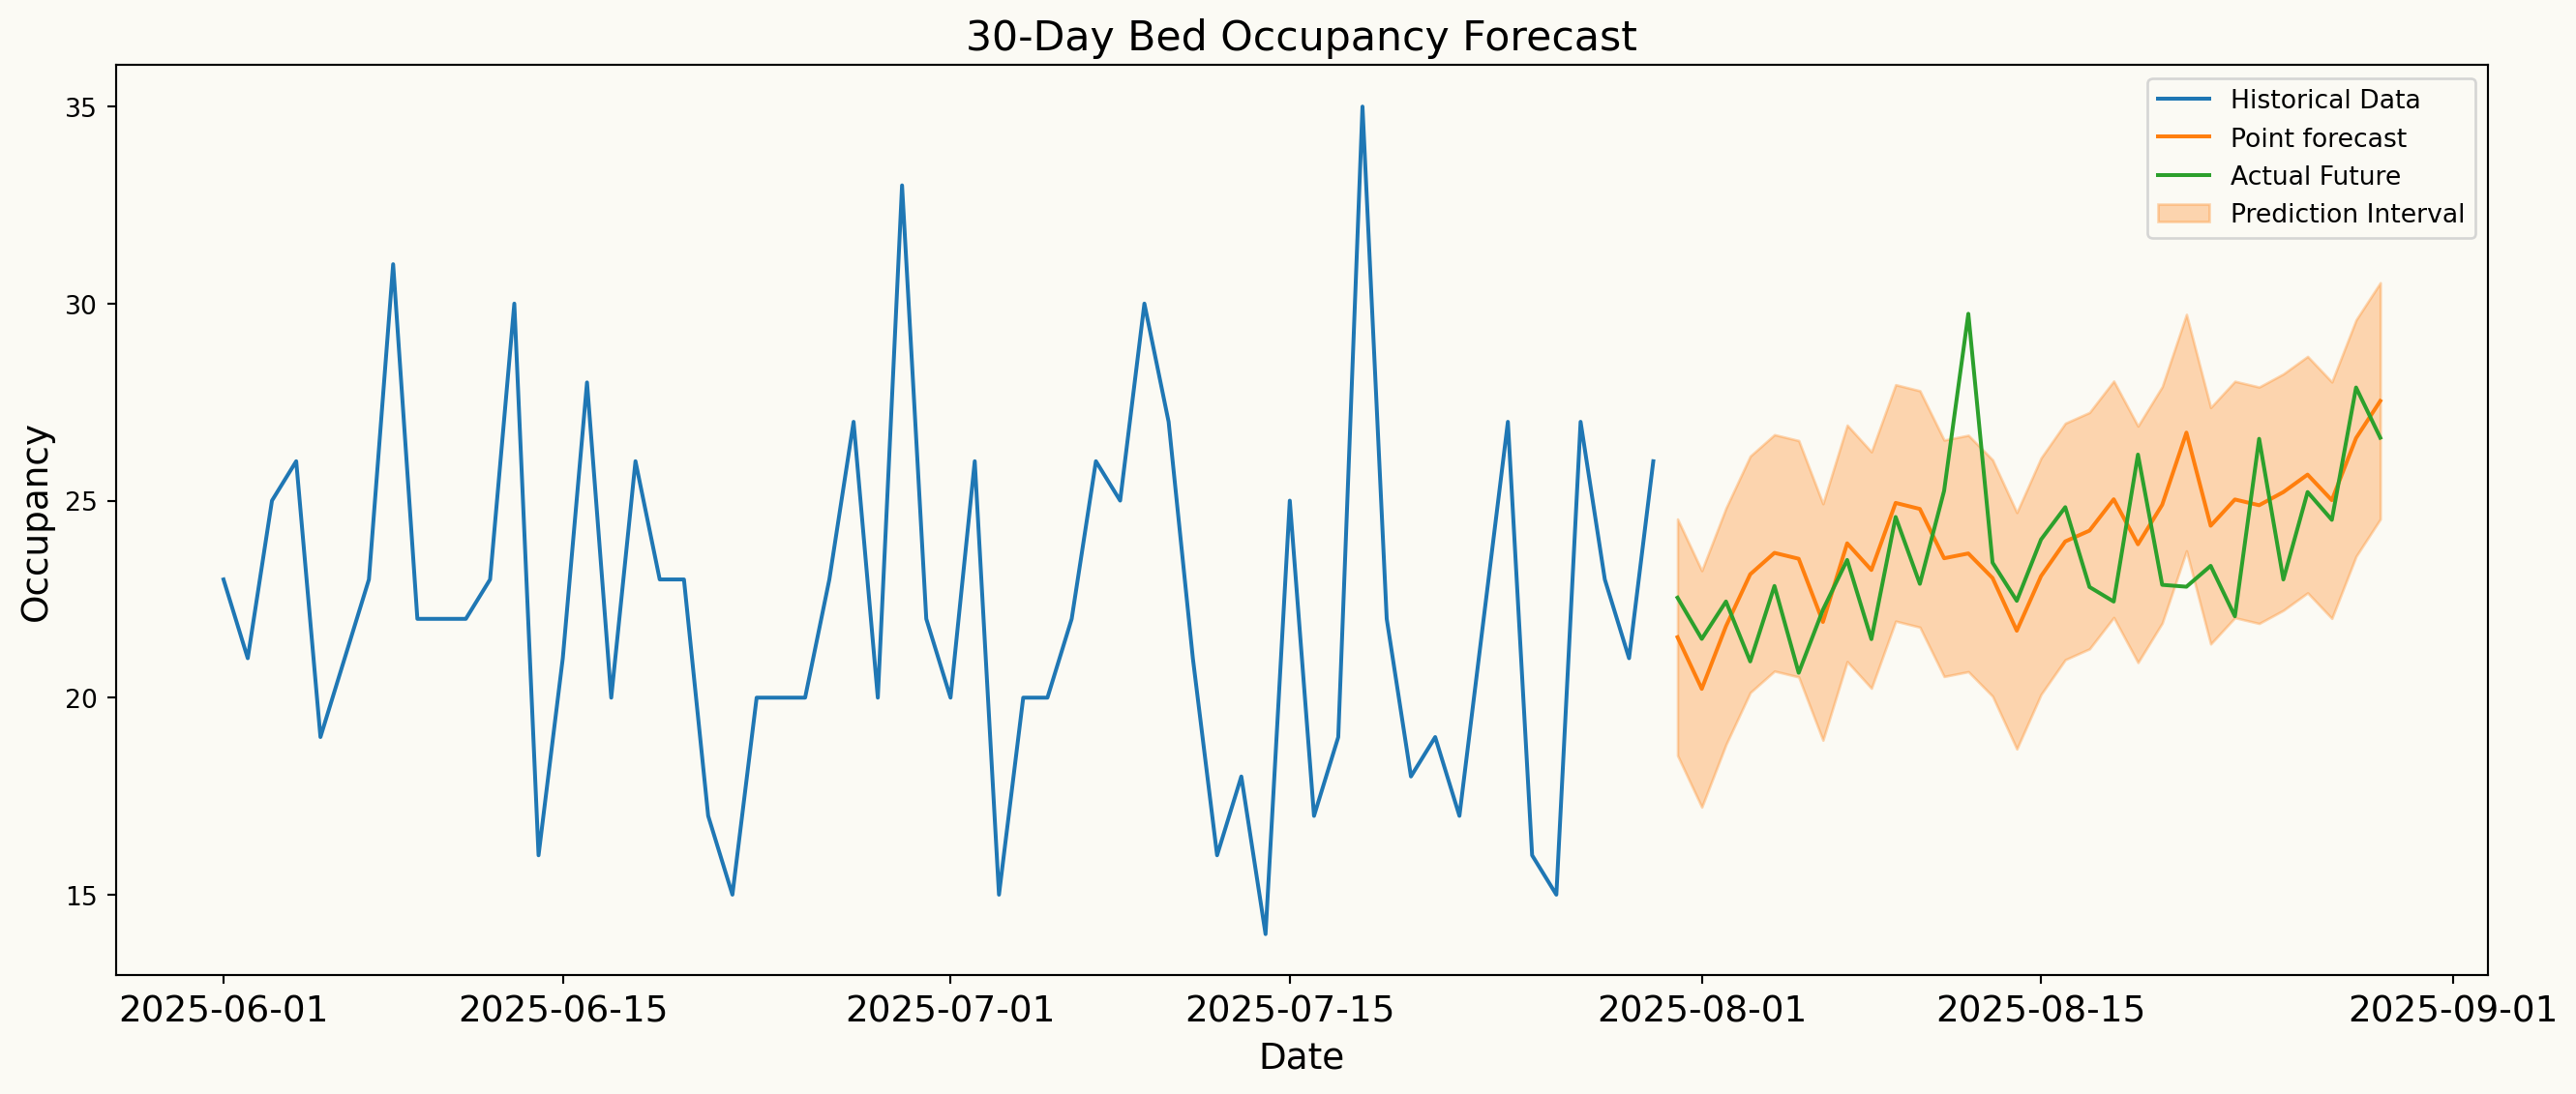 30-Day Bed Occupancy Forecast
Historical Data
Point forecast
Actual Future
Prediction Interval
Occupancy
35
30
25
20
15
2025-06-01
2025-06-15
2025-07-01
2025-07-15
2025-08-01
2025-08-15
2025-09-01
Date